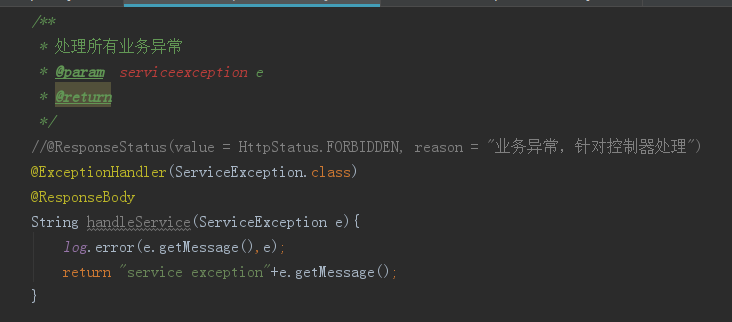 /**
 * 处理所有业务异常
 * @param  serviceexception e
 * @return
 */
//@ResponseStatus(value = HttpStatus.FORBIDDEN, reason = "业务异常，针对控制器处理")
@ExceptionHandler(ServiceException.class)
@ResponseBody
String handleService(ServiceException e){
    log.error(e.getMessage(),e);
    return "service exception"+e.getMessage();
}